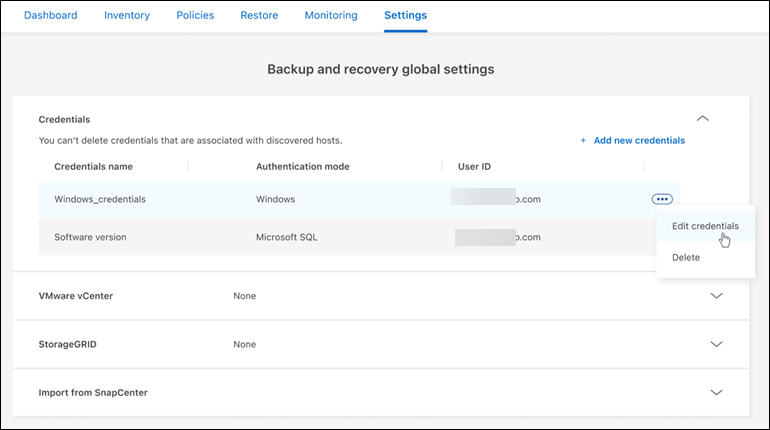 Dashboard Inventory Policies Restore Monitoring Settings
Backup and recovery global settings
Credentials
You can't delete credentials that are associated with discovered hosts.
+ Add new credentials
Credentials name Authentication mode User ID
Windows_credentials Windows .com
Edit credentials
Software version Microsoft SQL .com
Delete
VMware vCenter None
StorageGRID None
Import from SnapCenter